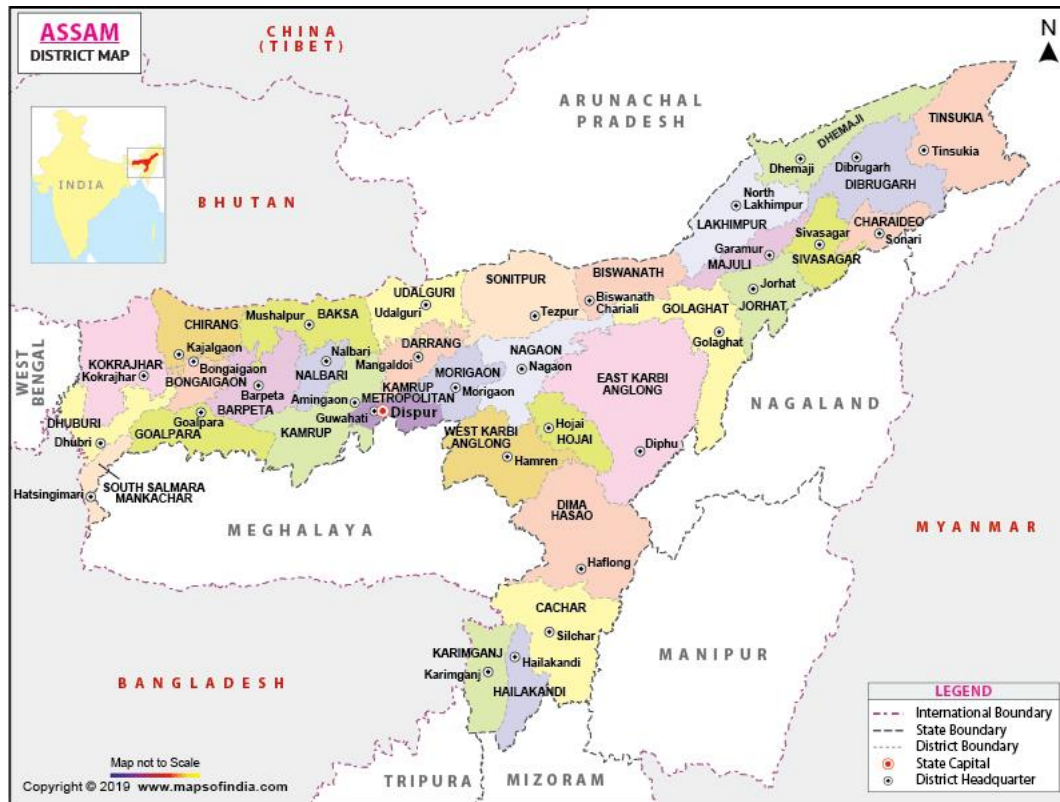 ASSAM
DISTRICT MAP
CHINA
(TIBET)
N
ARUNACHAL
PRADESH
INDIA
BHUTAN
DHEMAJI
Dhemaji
TINSUKIA
Tinsukia
Dibrugarh
DIBRUGARH
North
Lakhimpur
LAKHIMPUR
CHARAIDEO
Sonari
Sivasagar
SIVASAGAR
Garamur
MAJULI
Jorhat
JORHAT
SONITPUR
Tezpur
BISWANATH
Biswanath
Chariali
GOLAGHAT
Golaghat
UDALGURI
Udalguri
Mushalpur
BAKSA
CHIRANG
Kajalgaon
Bongaigaon
BONGAIGAON
KOKRAJHAR
Kokrajhar
WEST
BENGAL
Nalbari
NALBARI
Barpeta
BARPETA
DARRANG
Mangaldoi
NAGAON
Nagaon
MORIGAON
Morigaon
KAMRUP
METROPOLITAN
Amingaon
Guwahati
Dispur
KAMRUP
Goalpara
GOALPARA
DHUBURI
Dhubri
SOUTH SALMARA
MANKACHAR
Hatsingimari
EAST KARBI
ANGLONG
Diphu
WEST KARBI
ANGLONG
Hamren
Hojai
HOJAI
NAGALAND
MEGHALAYA
DIMA
HASAO
Haflong
MYANMAR
CACHAR
Silchar
KARIMGANJ
Karimganj
Hailakandi
HAILAKANDI
MANIPUR
BANGLADESH
TRIPURA
MIZORAM
LEGEND
International Boundary
State Boundary
District Boundary
State Capital
District Headquarter
Map not to Scale
Copyright © 2019 www.mapsofindia.com